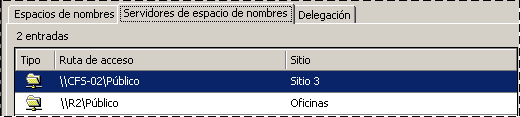 Espacios de nombres Servidores de espacio de nombres Delegación
2 entradas
Tipo Ruta de acceso Sitio
\\CFS-02\Público Sitio 3
\\R2\Público Oficinas